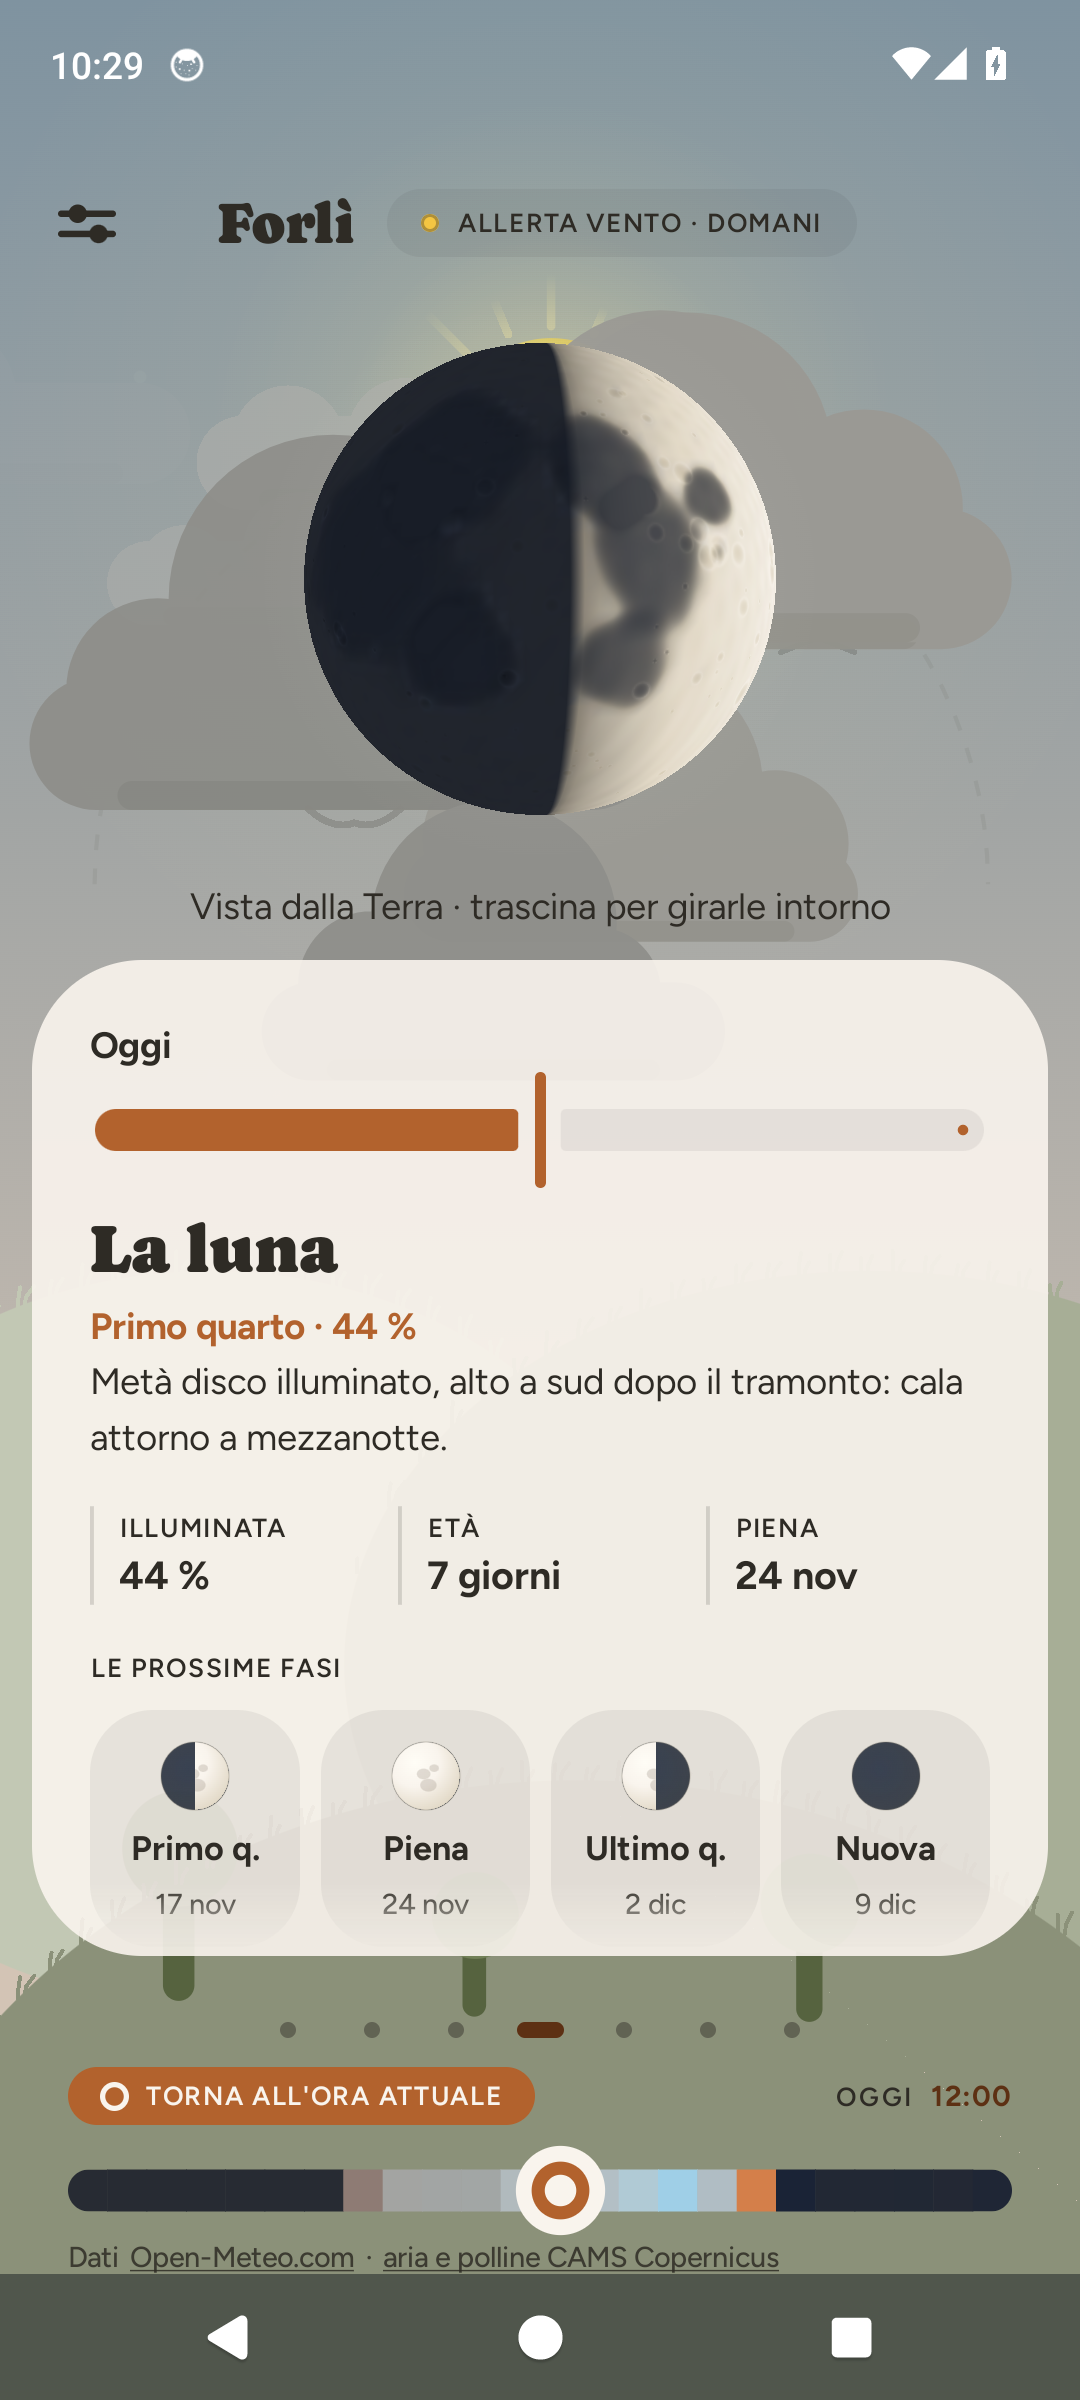 10:29
Forlì
ALLERTA VENTO · DOMANI
Vista dalla Terra · trascina per girarle intorno
Oggi
La luna
Primo quarto · 44 %
Metà disco illuminato, alto a sud dopo il tramonto: cala
attorno a mezzanotte.
ILLUMINATA ETÀ PIENA
44 % 7 giorni 24 nov
LE PROSSIME FASI
Primo q. Piena Ultimo q. Nuova
17 nov 24 nov 2 dic 9 dic
TORNA ALL'ORA ATTUALE OGGI 12:00
Dati Open-Meteo.com · aria e polline CAMS Copernicus